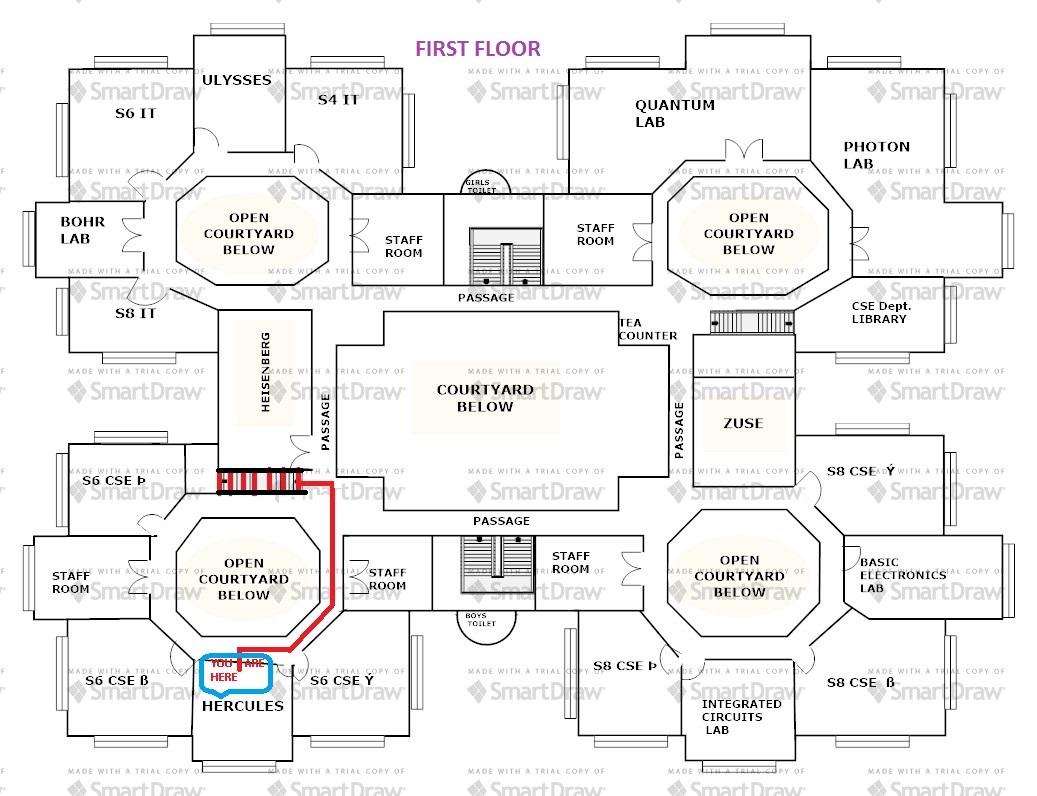 FIRST FLOOR
ULYSSES
S6 IT
S4 IT
QUANTUM
LAB
PHOTON
LAB
GIRLS
TOILET
BOHR
LAB
OPEN
COURTYARD
BELOW
STAFF
ROOM
STAFF
ROOM
OPEN
COURTYARD
BELOW
PASSAGE
S8 IT
CSE Dept.
LIBRARY
TEA
COUNTER
HEISENBERG
PASSAGE
COURTYARD
BELOW
PASSAGE
ZUSE
S6 CSE Þ
S8 CSE Ý
PASSAGE
STAFF
ROOM
OPEN
COURTYARD
BELOW
STAFF
ROOM
STAFF
ROOM
OPEN
COURTYARD
BELOW
BASIC
ELECTRONICS
LAB
BOYS
TOILET
YOU ARE
HERE
S6 CSE ß
HERCULES
S6 CSE Ý
S8 CSE Þ
INTEGRATED
CIRCUITS
LAB
S8 CSE ß
MADE WITH A TRIAL COPY OF
SmartDraw